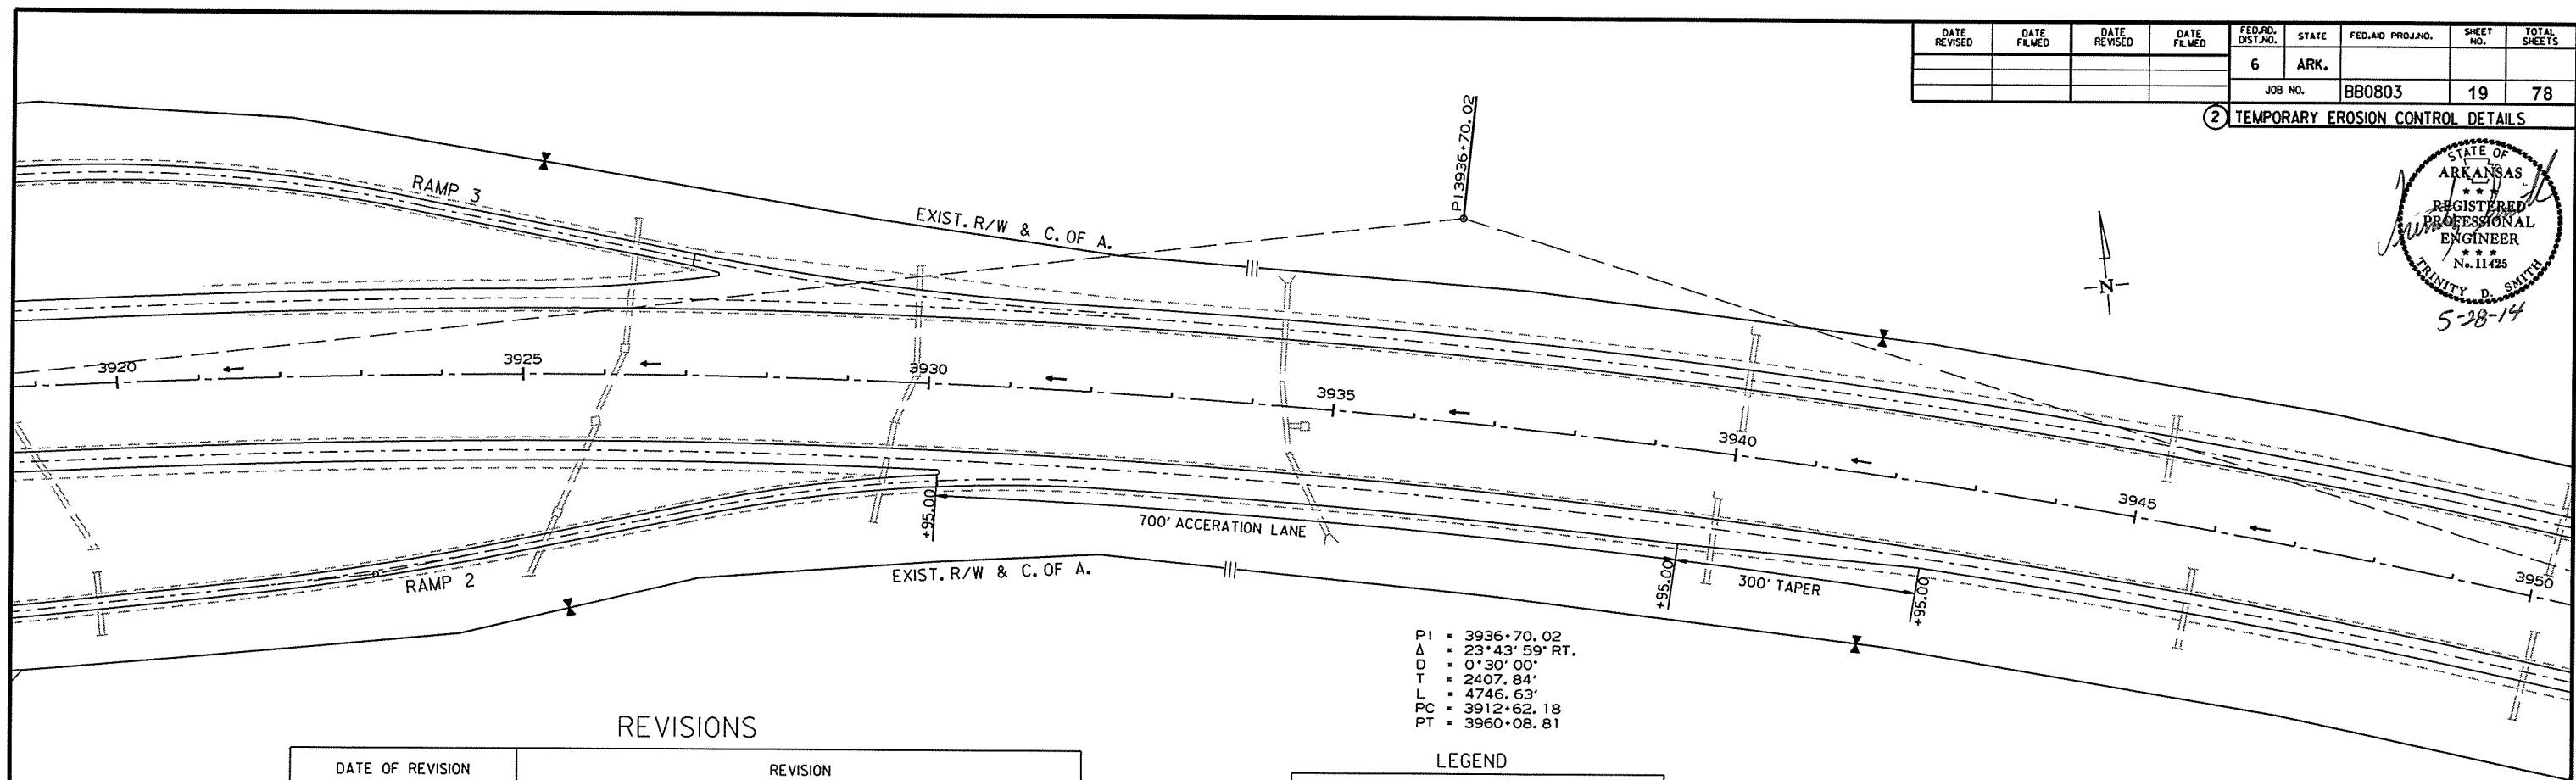 DATE REVISED
DATE FILMED
DATE REVISED
DATE FILMED
FED.RD. DIST.NO.
STATE
FED.AID PROJ.NO.
SHEET NO.
TOTAL SHEETS
6
ARK.
JOB NO.
BB0803
19
78
2 TEMPORARY EROSION CONTROL DETAILS
STATE OF
ARKANSAS
★ ★ ★
REGISTERED
PROFESSIONAL
ENGINEER
★ ★ ★
No. 11425
TRINITY D. SMITH
5-28-14
PI 3936+70.02
RAMP 3
EXIST. R/W & C. OF A.
N
3920
3925
3930
3935
3940
3945
3950
+95.00
700' ACCERATION LANE
+95.00
300' TAPER
+95.00
RAMP 2
EXIST. R/W & C. OF A.
PI = 3936+70.02
Δ = 23°43'59" RT.
D = 0°30'00"
T = 2407.84'
L = 4746.63'
PC = 3912+62.18
PT = 3960+08.81
REVISIONS
DATE OF REVISION
REVISION
LEGEND